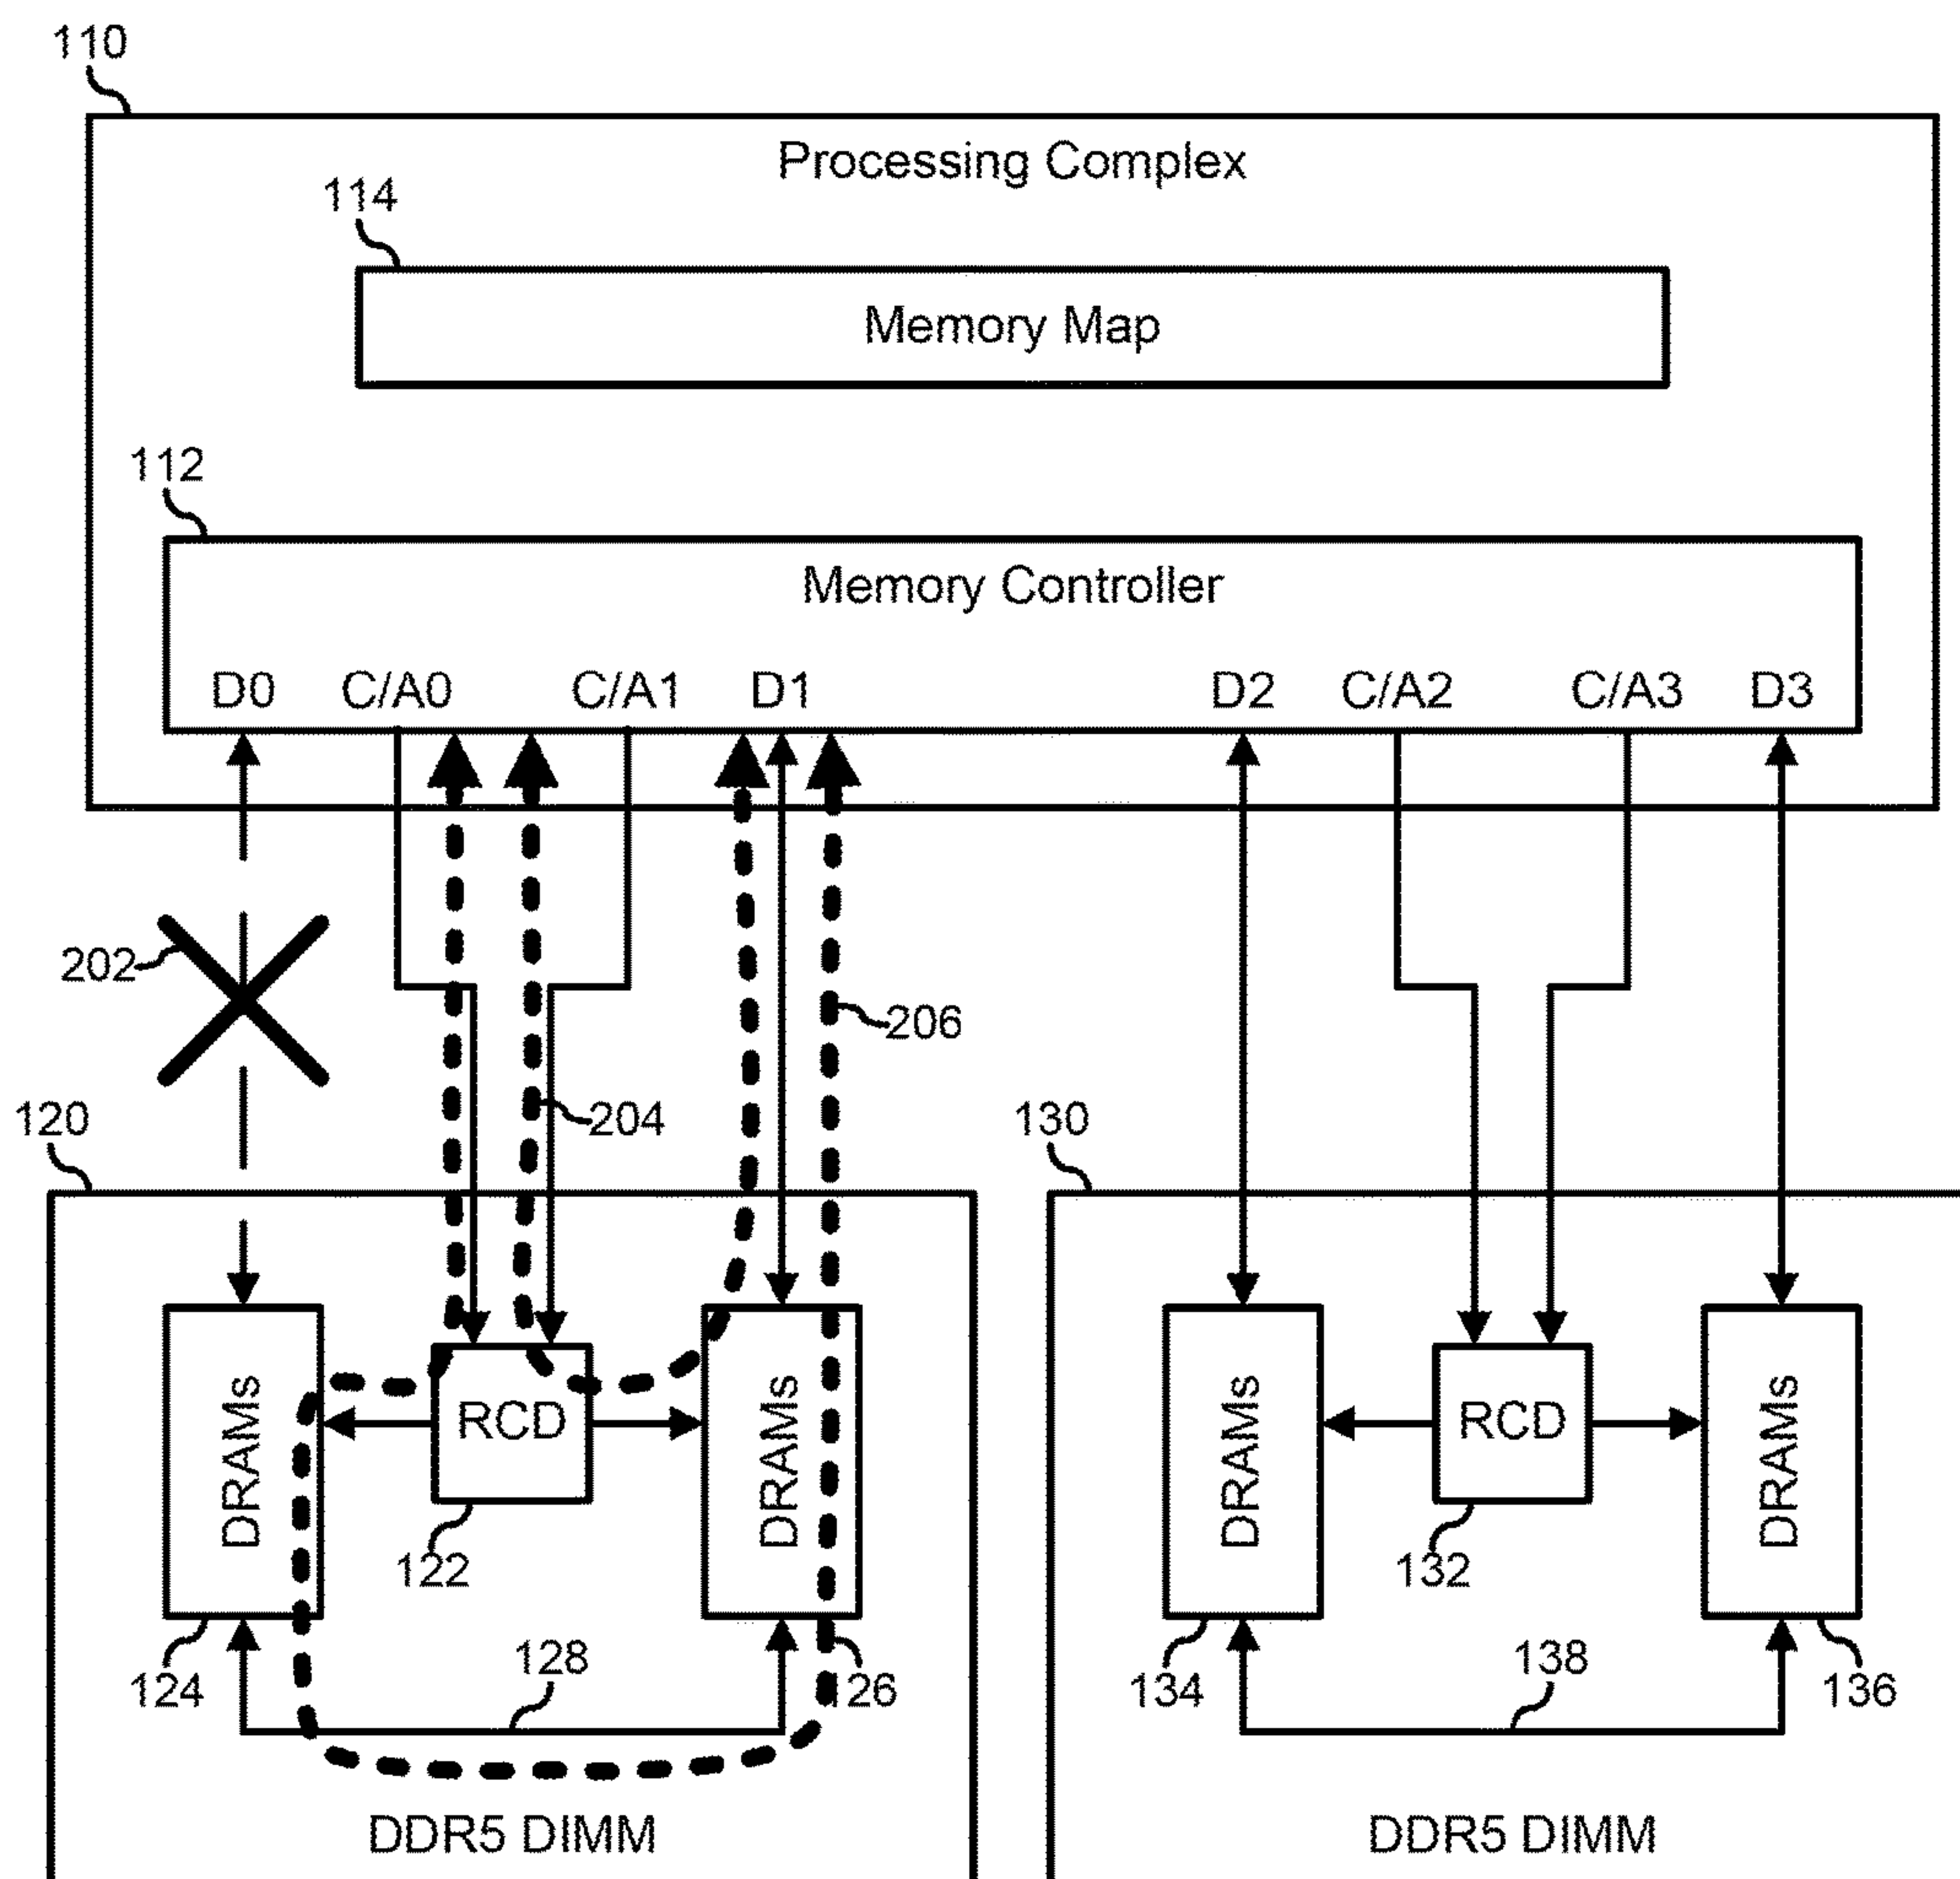 110
Processing Complex
114
Memory Map
112
Memory Controller
D0 C/A0 C/A1 D1 D2 C/A2 C/A3 D3
202
206
204
120
130
DRAMs RCD DRAMs DRAMs RCD DRAMs
122
132
124
128
126
134
138
136
DDR5 DIMM
DDR5 DIMM